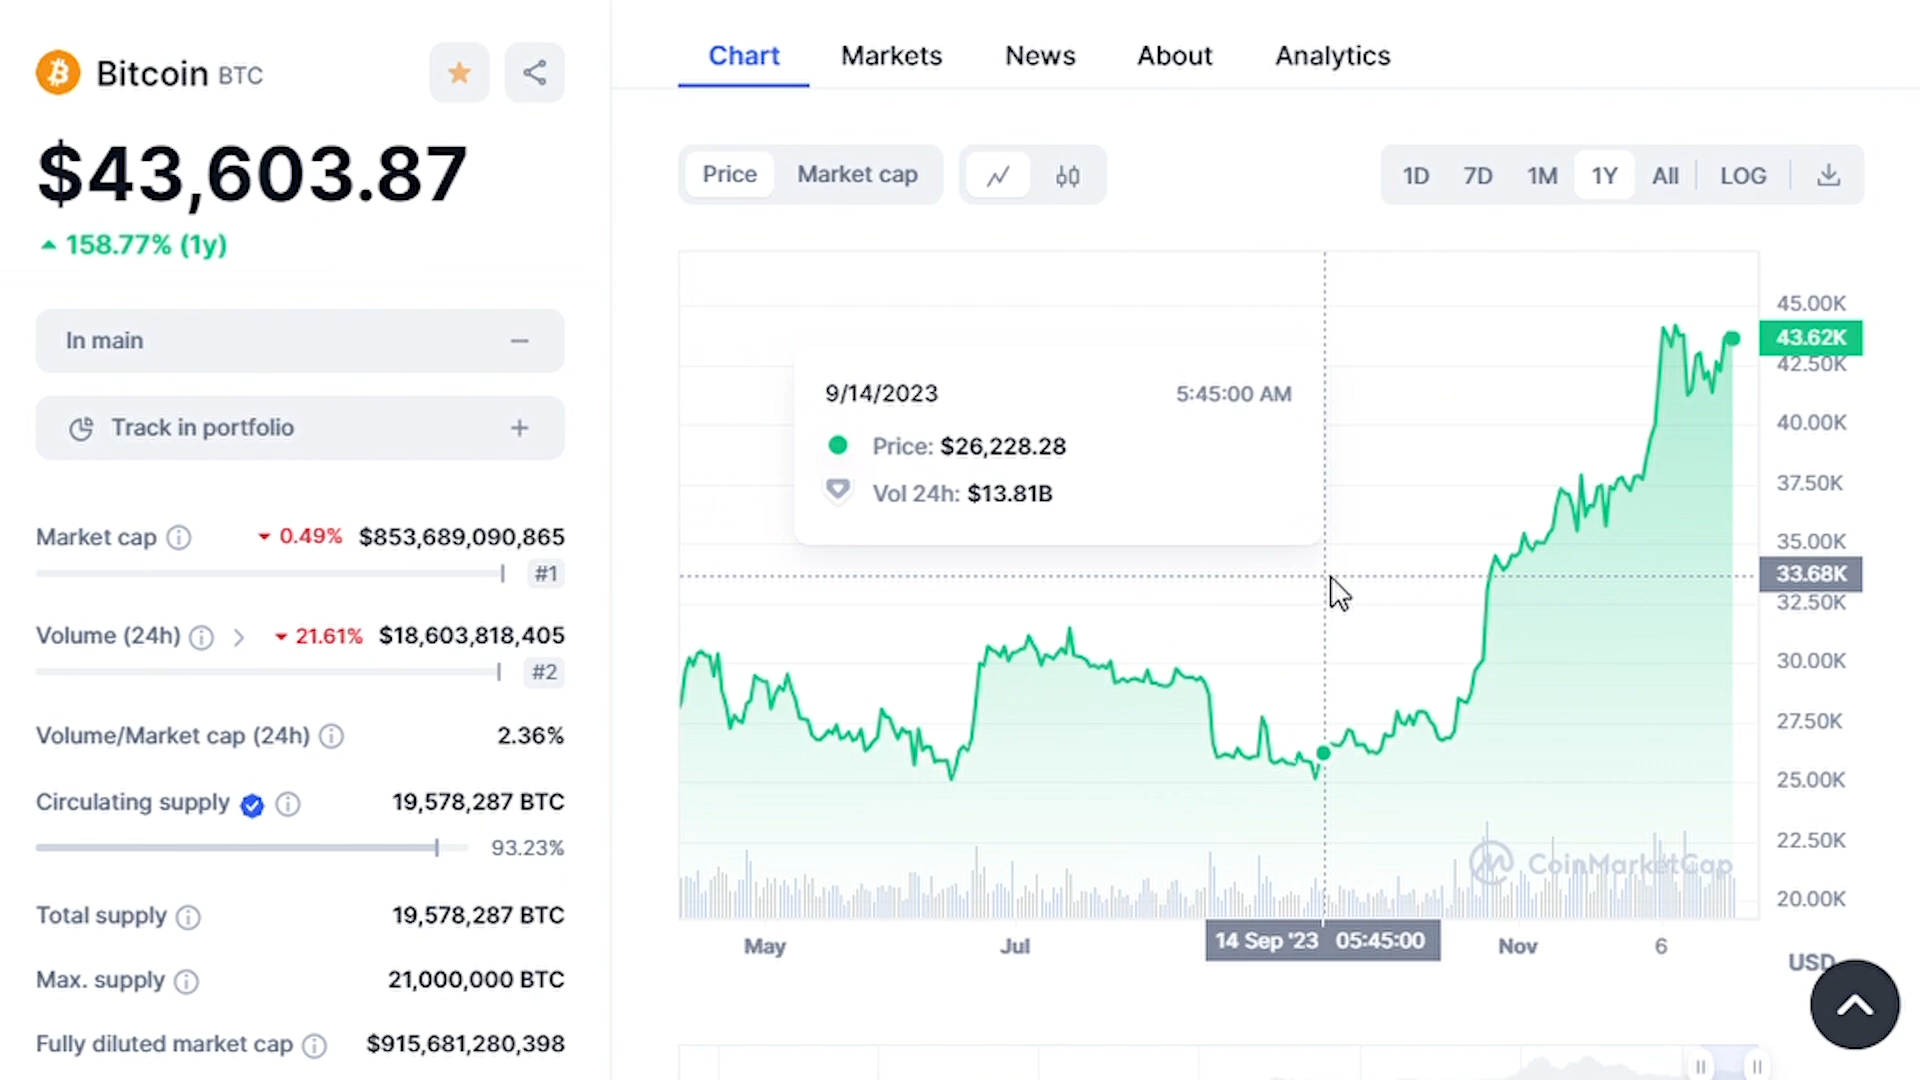 Bitcoin BTC
$43,603.87
158.77% (1y)
In main
Track in portfolio
Market cap 0.49% $853,689,090,865
#1
Volume (24h) 21.61% $18,603,818,405
#2
Volume/Market cap (24h) 2.36%
Circulating supply 19,578,287 BTC
93.23%
Total supply 19,578,287 BTC
Max. supply 21,000,000 BTC
Fully diluted market cap $915,681,280,398
Chart Markets News About Analytics
Price Market cap 1D 7D 1M 1Y All LOG
9/14/2023 5:45:00 AM
Price: $26,228.28
Vol 24h: $13.81B
45.00K
43.62K
42.50K
40.00K
37.50K
35.00K
33.68K
32.50K
30.00K
27.50K
25.00K
22.50K
20.00K
CoinMarketCap
May Jul 14 Sep '23 05:45:00 Nov 6
USD